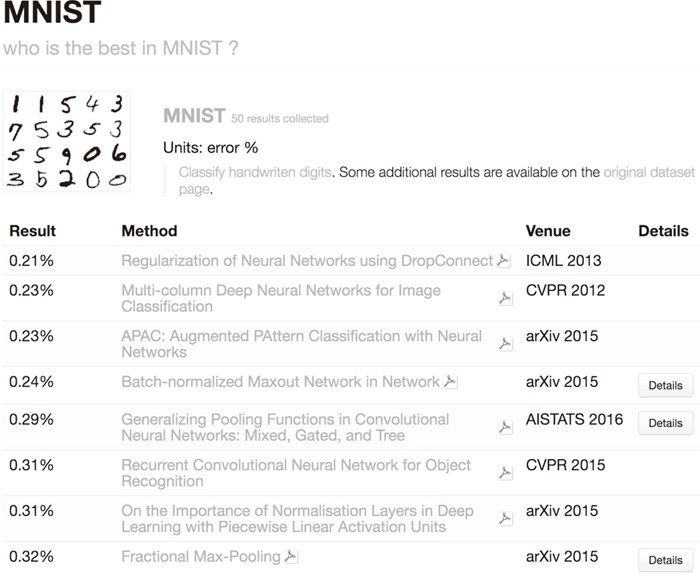 MNIST
who is the best in MNIST ?
1 1 5 4 3
7 5 3 5 3
5 5 9 0 6
3 5 2 0 0
MNIST 50 results collected
Units: error %
Classify handwriten digits. Some additional results are available on the original dataset
page.
Result Method Venue Details
0.21% Regularization of Neural Networks using DropConnect ICML 2013
0.23% Multi-column Deep Neural Networks for Image CVPR 2012
Classification
0.23% APAC: Augmented PAttern Classification with Neural arXiv 2015
Networks
0.24% Batch-normalized Maxout Network in Network arXiv 2015 Details
0.29% Generalizing Pooling Functions in Convolutional AISTATS 2016 Details
Neural Networks: Mixed, Gated, and Tree
0.31% Recurrent Convolutional Neural Network for Object CVPR 2015
Recognition
0.31% On the Importance of Normalisation Layers in Deep arXiv 2015
Learning with Piecewise Linear Activation Units
0.32% Fractional Max-Pooling arXiv 2015 Details